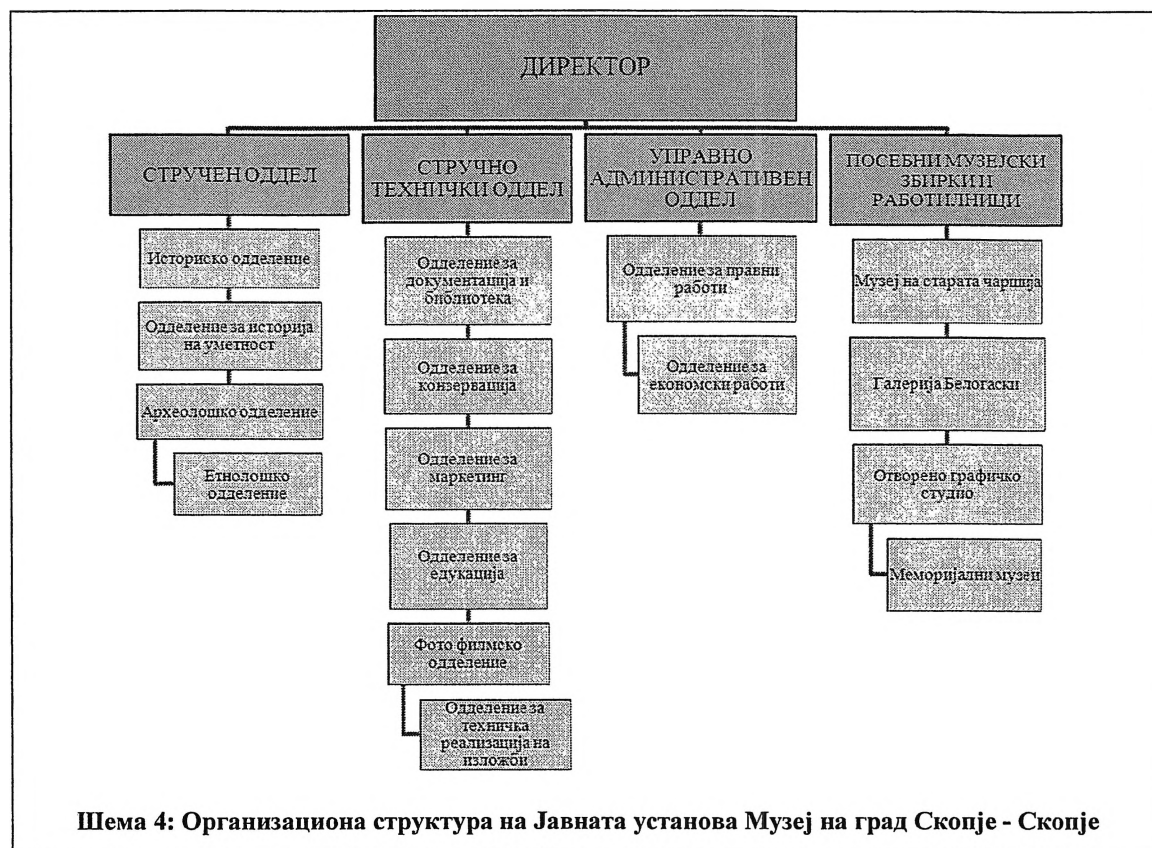 ДИРЕКТОР
СТРУЧЕН ОДДЕЛ
Историско одделение
Одделение за историја
на уметност
Археолошко одделение
Етнолошко
одделение
СТРУЧНО
ТЕХНИЧКИ ОДДЕЛ
Одделение за
документација и
библиотека
Одделение за
конзервација
Одделение за
маркетинг
Одделение за
едукација
Фото филмско
одделение
Одделение за
техничка
реализација на
изложби
УПРАВНО
АДМИНИСТРАТИВЕН
ОДДЕЛ
Одделение за правни
работи
Одделение за
економски работи
ПОСЕБНИ МУЗЕЈСКИ
ЗБИРКИ И
РАБОТИЛНИЦИ
Музеј на старата чаршија
Галерија Белогаски
Отворено графичко
студио
Меморијални музеи
Шема 4: Организациона структура на Јавната установа Музеј на град Скопје - Скопје